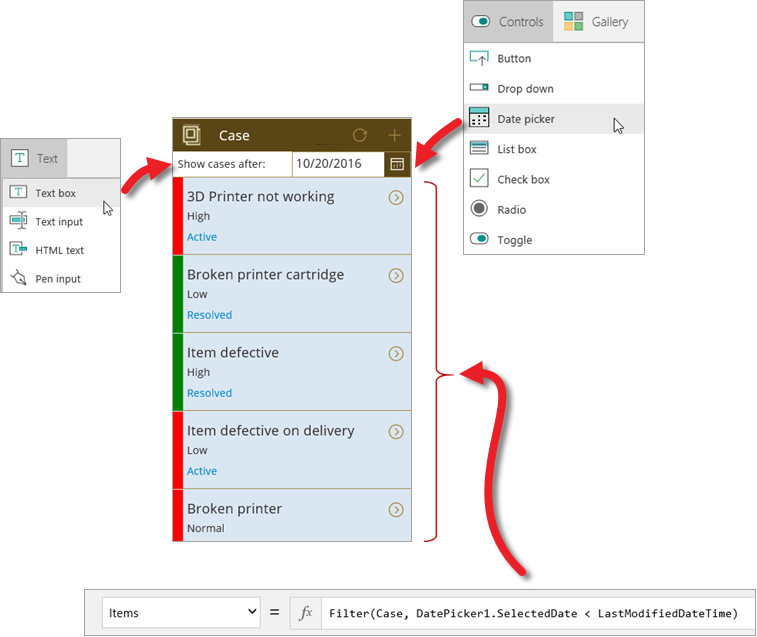 Controls
Gallery
Button
Drop down
Date picker
List box
Check box
Radio
Toggle
Text
Text box
Text input
HTML text
Pen input
Case
Show cases after:
10/20/2016
3D Printer not working
High
Active
Broken printer cartridge
Low
Resolved
Item defective
High
Resolved
Item defective on delivery
Low
Active
Broken printer
Normal
Items = fx Filter(Case, DatePicker1.SelectedDate < LastModifiedDateTime)